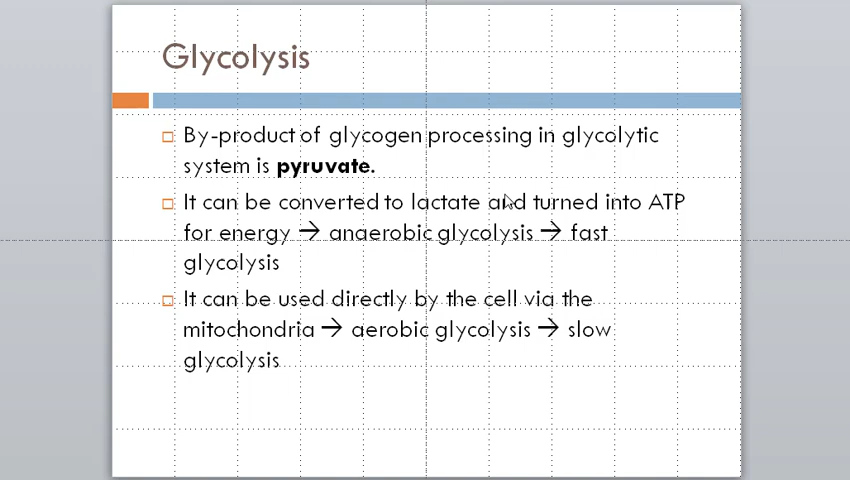 Glycolysis
By-product of glycogen processing in glycolytic
system is pyruvate.
It can be converted to lactate and turned into ATP
for energy → anaerobic glycolysis → fast
glycolysis
It can be used directly by the cell via the
mitochondria → aerobic glycolysis → slow
glycolysis